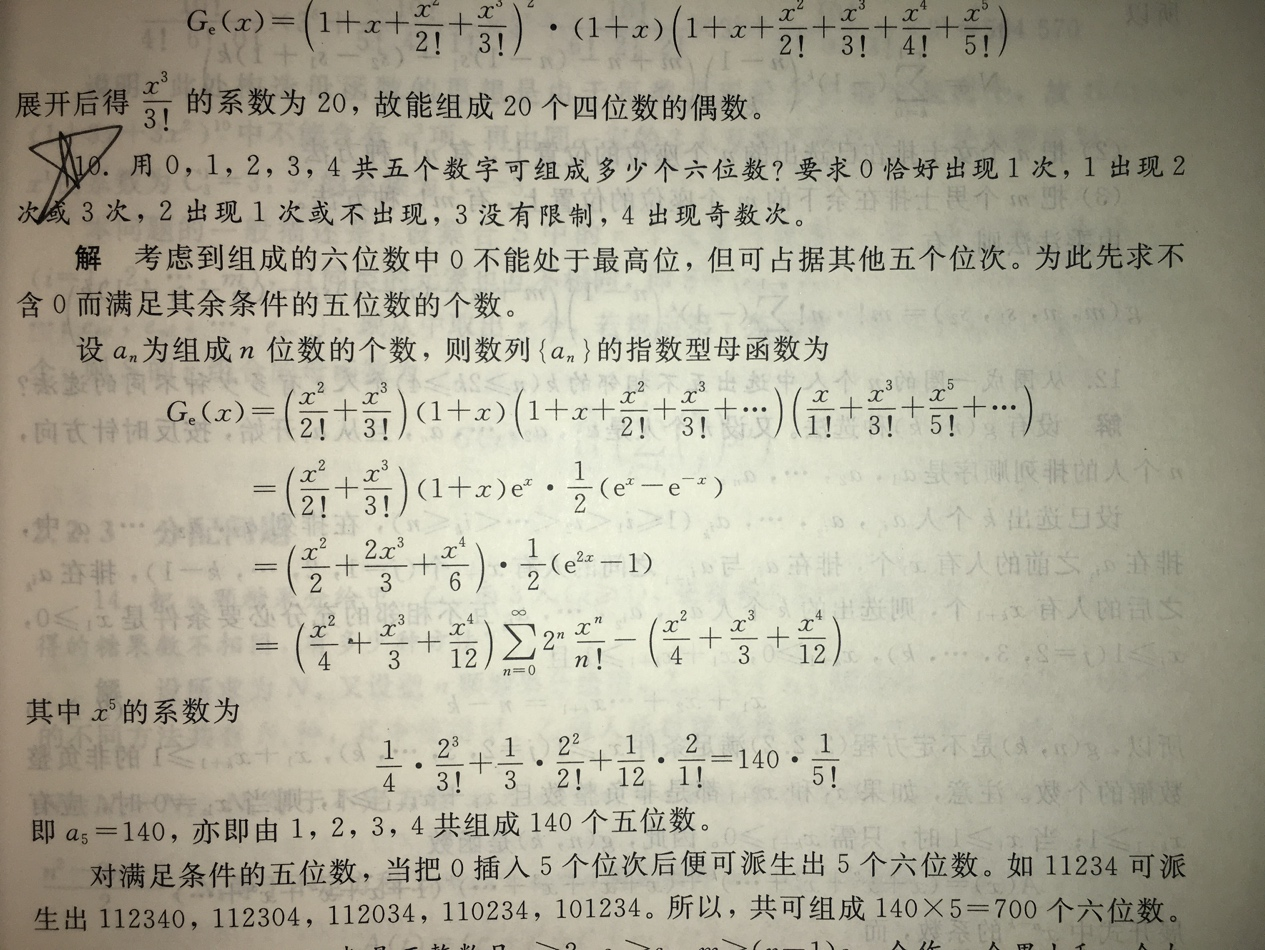 G_e(x)=(1+x+x²/2!+x³/3!)²·(1+x)(1+x+x²/2!+x³/3!+x⁴/4!+x⁵/5!)
展开后得 x³/3! 的系数为 20，故能组成 20 个四位数的偶数。
10. 用 0，1，2，3，4 共五个数字可组成多少个六位数？要求 0 恰好出现 1 次，1 出现 2
次或 3 次，2 出现 1 次或不出现，3 没有限制，4 出现奇数次。
解 考虑到组成的六位数中 0 不能处于最高位，但可占据其他五个位次。为此先求不
含 0 而满足其余条件的五位数的个数。
设 a_n 为组成 n 位数的个数，则数列{a_n}的指数型母函数为
G_e(x)=(x²/2!+x³/3!)(1+x)(1+x+x²/2!+x³/3!+⋯)(x/1!+x³/3!+x⁵/5!+⋯)
=(x²/2!+x³/3!)(1+x)e^x·1/2(e^x−e^{−x})
=(x²/2+2x³/3+x⁴/6)·1/2(e^{2x}−1)
=(x²/4+x³/3+x⁴/12)∑_{n=0}^{∞}2^n x^n/n!−(x²/4+x³/3+x⁴/12)
其中 x⁵ 的系数为
1/4·2³/3!+1/3·2²/2!+1/12·2/1!=140·1/5!
即 a₅=140，亦即由 1，2，3，4 共组成 140 个五位数。
对满足条件的五位数，当把 0 插入 5 个位次后便可派生出 5 个六位数。如 11234 可派
生出 112340，112304，112034，110234，101234。所以，共可组成 140×5=700 个六位数。